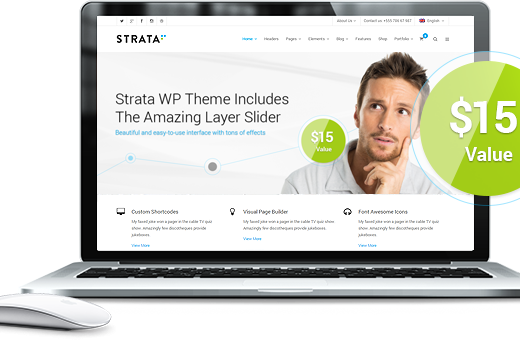 About Us
Contact us +555 784 67 987
English
STRATA
Home
Headers
Pages
Elements
Blog
Features
Shop
Portfolio
Strata WP Theme Includes
The Amazing Layer Slider
Beautiful and easy-to-use interface with tons of effects
$15
Value
$15
Value
Custom Shortcodes
My faxed joke won a pager in the cable TV quiz
show. Amazingly few discotheques provide
jukeboxes.
View More
Visual Page Builder
My faxed joke won a pager in the cable TV quiz
show. Amazingly few discotheques provide
jukeboxes.
View More
Font Awesome Icons
My faxed joke won a pager in the cable TV quiz
show. Amazingly few discotheques provide
jukeboxes.
View More